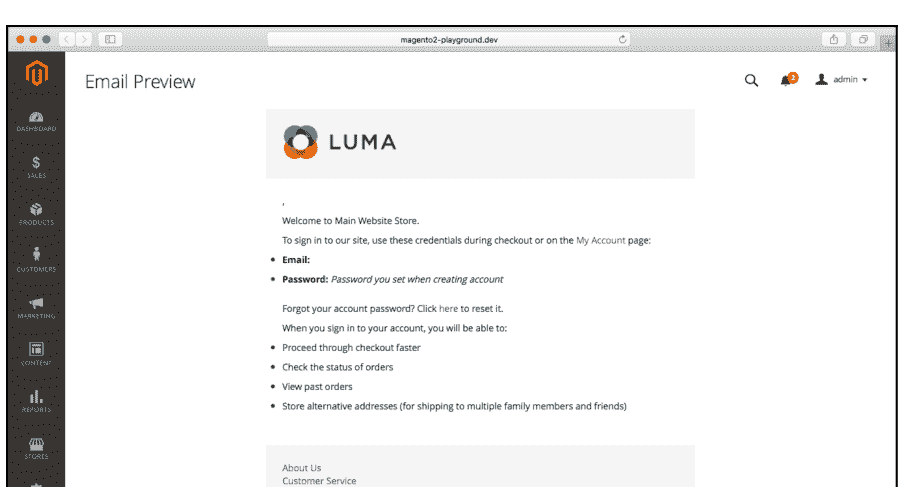 magento2-playground.dev
Email Preview
2
admin
DASHBOARD
SALES
PRODUCTS
CUSTOMERS
MARKETING
CONTENT
REPORTS
STORES
LUMA
,
Welcome to Main Website Store.
To sign in to our site, use these credentials during checkout or on the My Account page:
• Email:
• Password: Password you set when creating account
Forgot your account password? Click here to reset it.
When you sign in to your account, you will be able to:
• Proceed through checkout faster
• Check the status of orders
• View past orders
• Store alternative addresses (for shipping to multiple family members and friends)
About Us
Customer Service